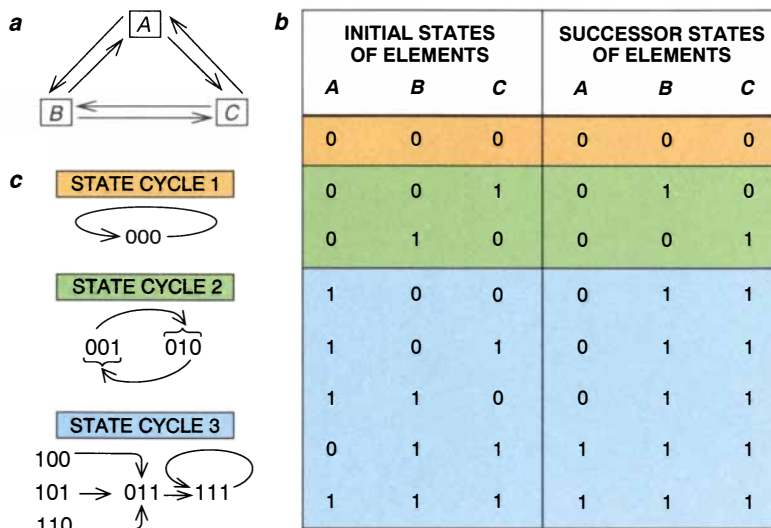 a
A
B
C
c
STATE CYCLE 1
000
STATE CYCLE 2
001 010
STATE CYCLE 3
100
101 011 111
110
b
INITIAL STATES OF ELEMENTS SUCCESSOR STATES OF ELEMENTS
A B C A B C
0 0 0 0 0 0
0 0 1 0 1 0
0 1 0 0 0 1
1 0 0 0 1 1
1 0 1 0 1 1
1 1 0 0 1 1
0 1 1 1 1 1
1 1 1 1 1 1